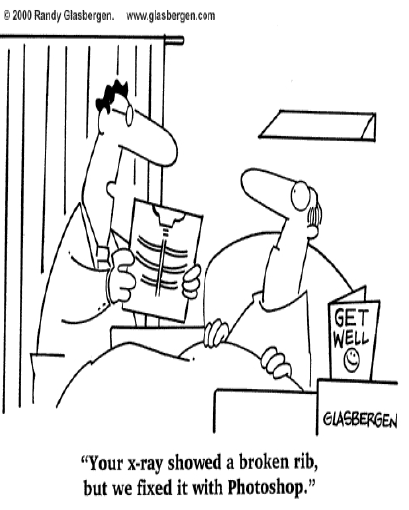 © 2000 Randy Glasbergen. www.glasbergen.com
GET
WELL
GLASBERGEN
“Your x-ray showed a broken rib,
but we fixed it with Photoshop.”